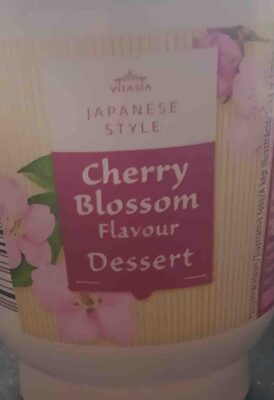 VITASIA
JAPANESE
STYLE
Cherry
Blossom
Flavour
Dessert